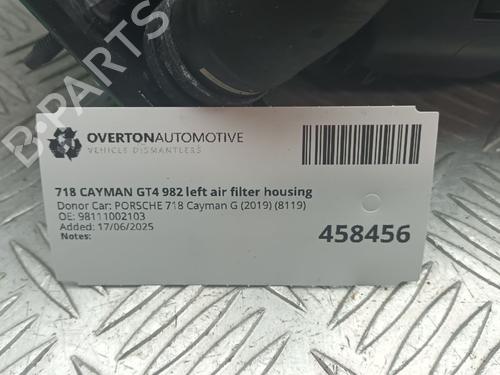 B-PARTS
OVERTONAUTOMOTIVE
VEHICLE DISMANTLERS
718 CAYMAN GT4 982 left air filter housing
Donor Car: PORSCHE 718 Cayman G (2019) (8119)
OE: 98111002103
Added: 17/06/2025
Notes:
458456